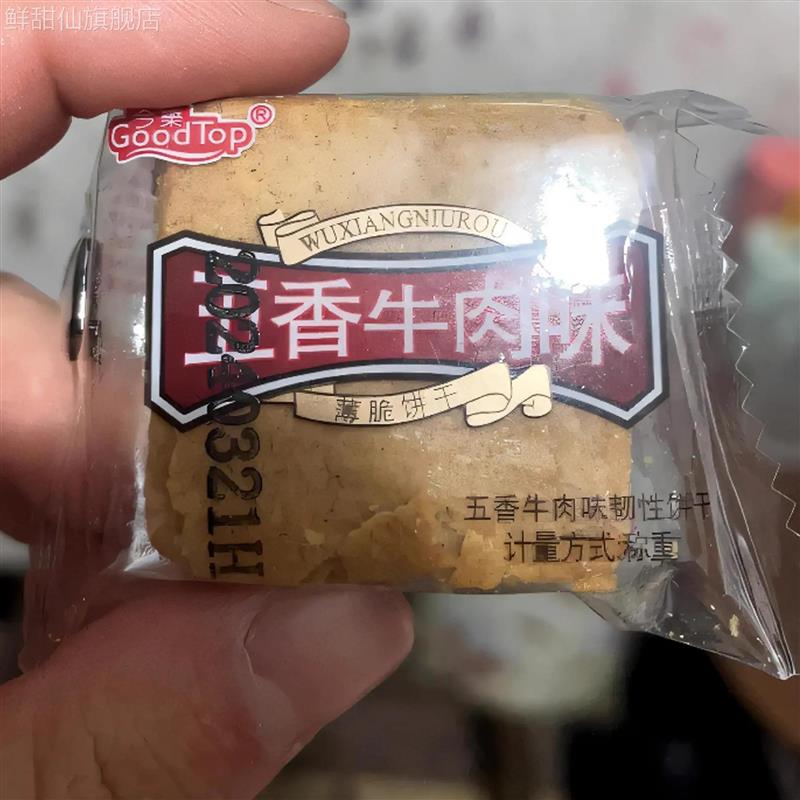 鲜甜仙旗舰店
GOODTOP®
WUXIANGNIUROU
五香牛肉味
薄脆饼干
20240321H
五香牛肉味韧性饼干
计量方式:称重